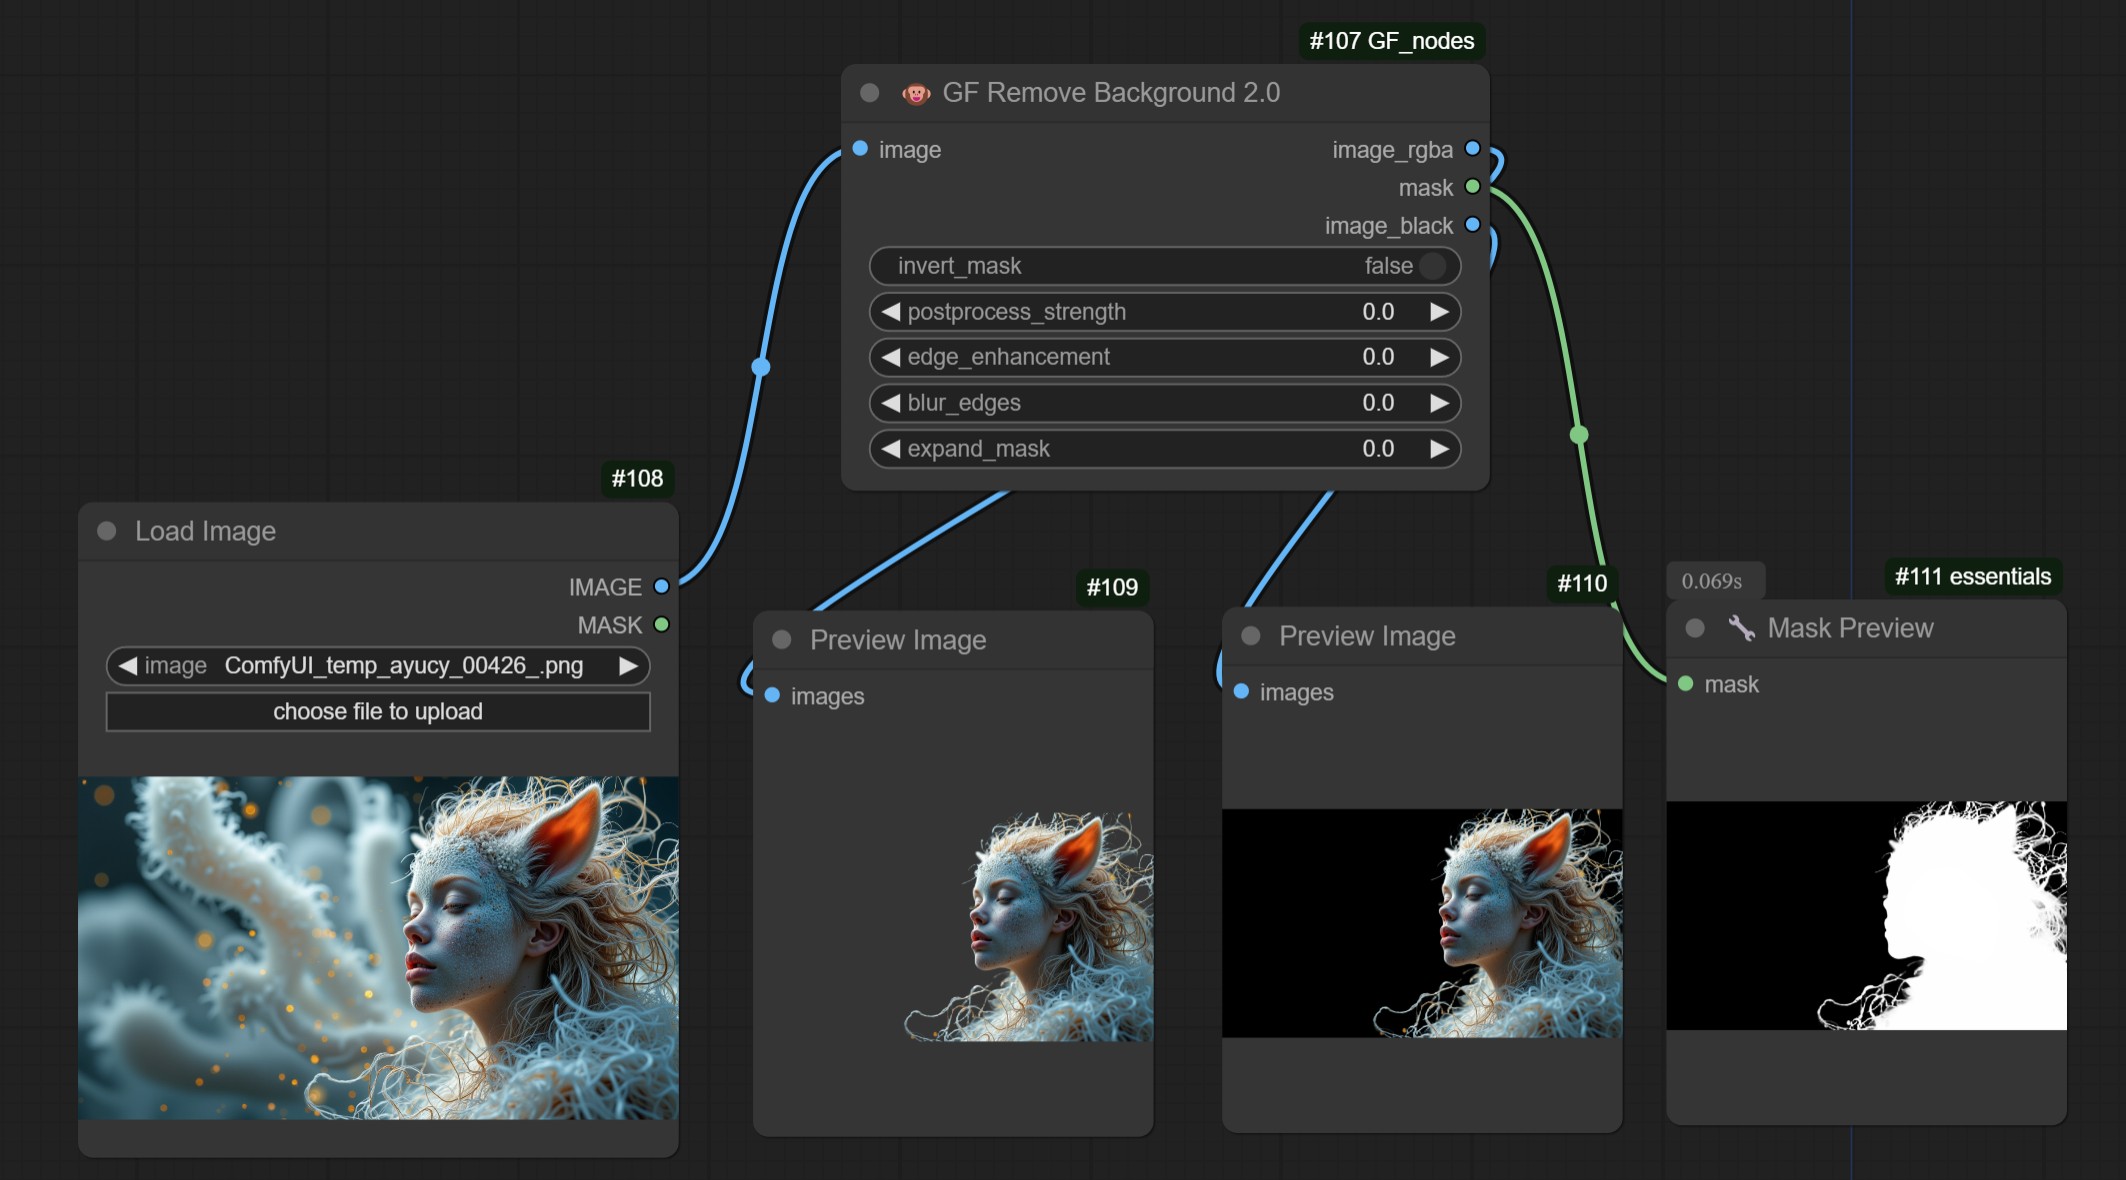 #107 GF_nodes
GF Remove Background 2.0
image
image_rgba
mask
image_black
invert_mask false
postprocess_strength 0.0
edge_enhancement 0.0
blur_edges 0.0
expand_mask 0.0
#108
Load Image
IMAGE
MASK
image ComfyUI_temp_ayucy_00426_.png
choose file to upload
#109
Preview Image
images
#110
Preview Image
images
0.069s
#111 essentials
Mask Preview
mask